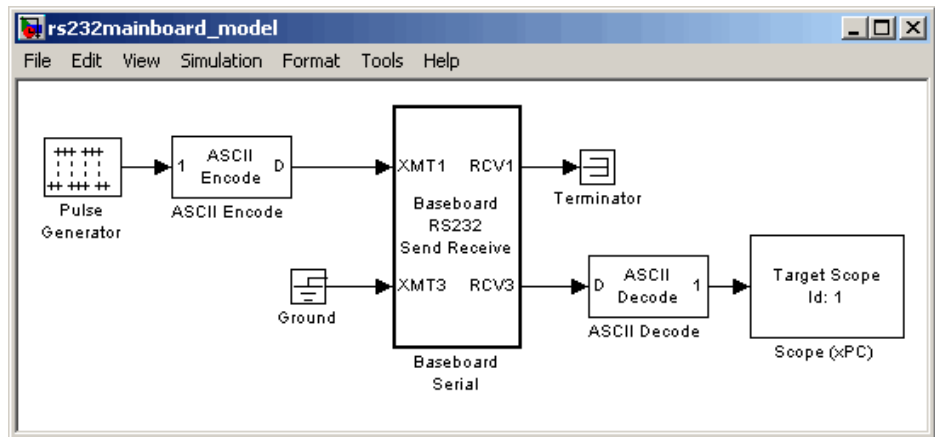 rs232mainboard_model
File Edit View Simulation Format Tools Help
Pulse
Generator
1 ASCII Encode D
ASCII Encode
Ground
XMT1 RCV1
Baseboard
RS232
Send Receive
XMT3 RCV3
Baseboard
Serial
Terminator
D ASCII Decode 1
ASCII Decode
Target Scope
Id: 1
Scope (xPC)